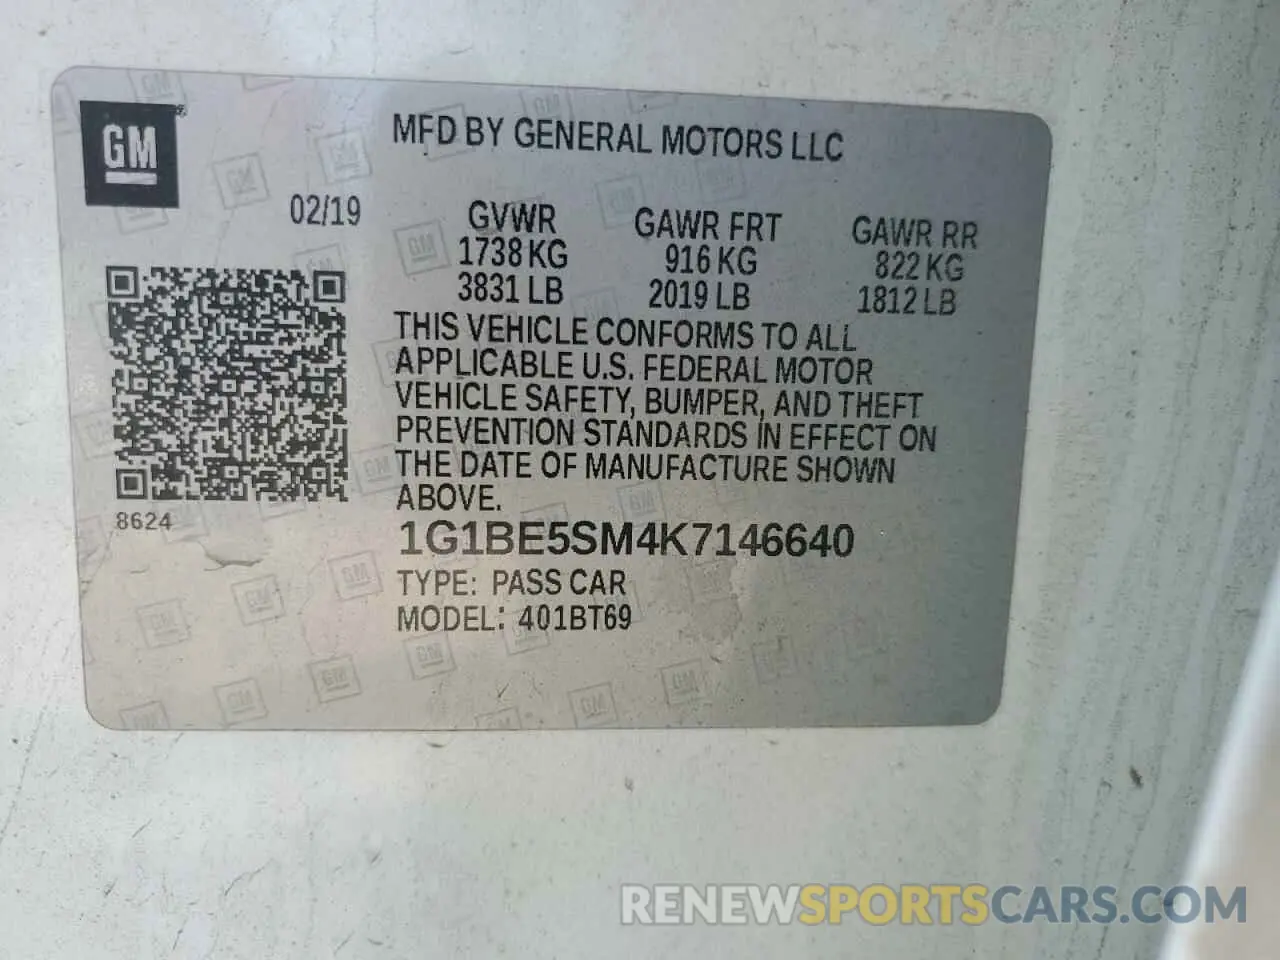 GM
MFD BY GENERAL MOTORS LLC
02/19
GVWR GAWR FRT GAWR RR
1738 KG 916 KG 822 KG
3831 LB 2019 LB 1812 LB
THIS VEHICLE CONFORMS TO ALL
APPLICABLE U.S. FEDERAL MOTOR
VEHICLE SAFETY, BUMPER, AND THEFT
PREVENTION STANDARDS IN EFFECT ON
THE DATE OF MANUFACTURE SHOWN
ABOVE.
8624
1G1BE5SM4K7146640
TYPE: PASS CAR
MODEL: 401BT69
RENEWSPORTSCARS.COM